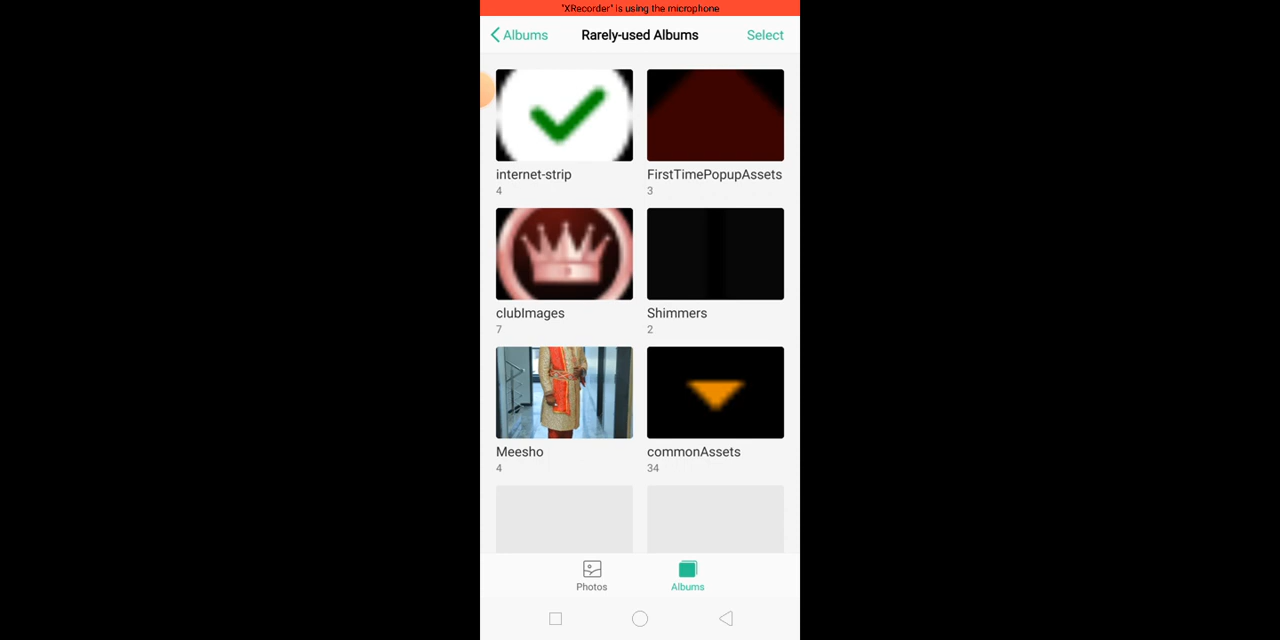 "XRecorder" is using the microphone
Albums
Rarely-used Albums
Select
internet-strip
4
FirstTimePopupAssets
3
clubImages
7
Shimmers
2
Meesho
4
commonAssets
34
Photos
Albums